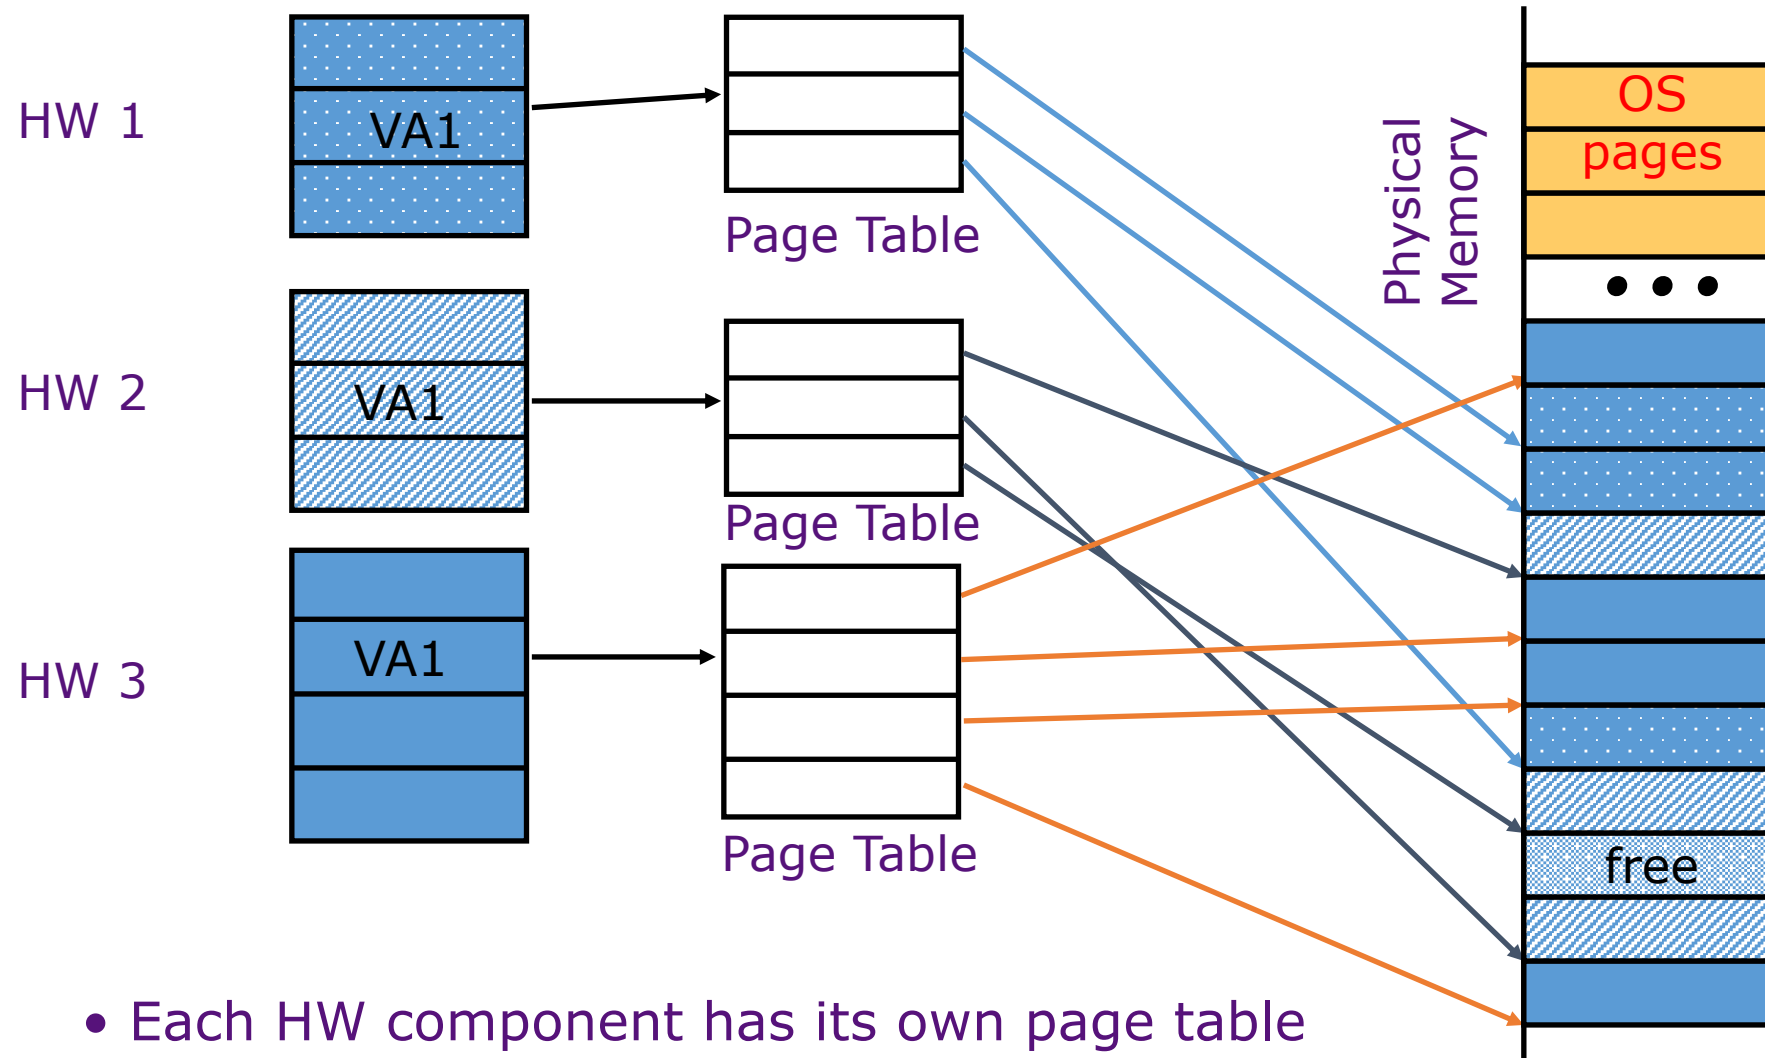 HW 1
VA1
Page Table
HW 2
VA1
Page Table
HW 3
VA1
Page Table
Physical
Memory
OS
pages
• • •
free
• Each HW component has its own page table